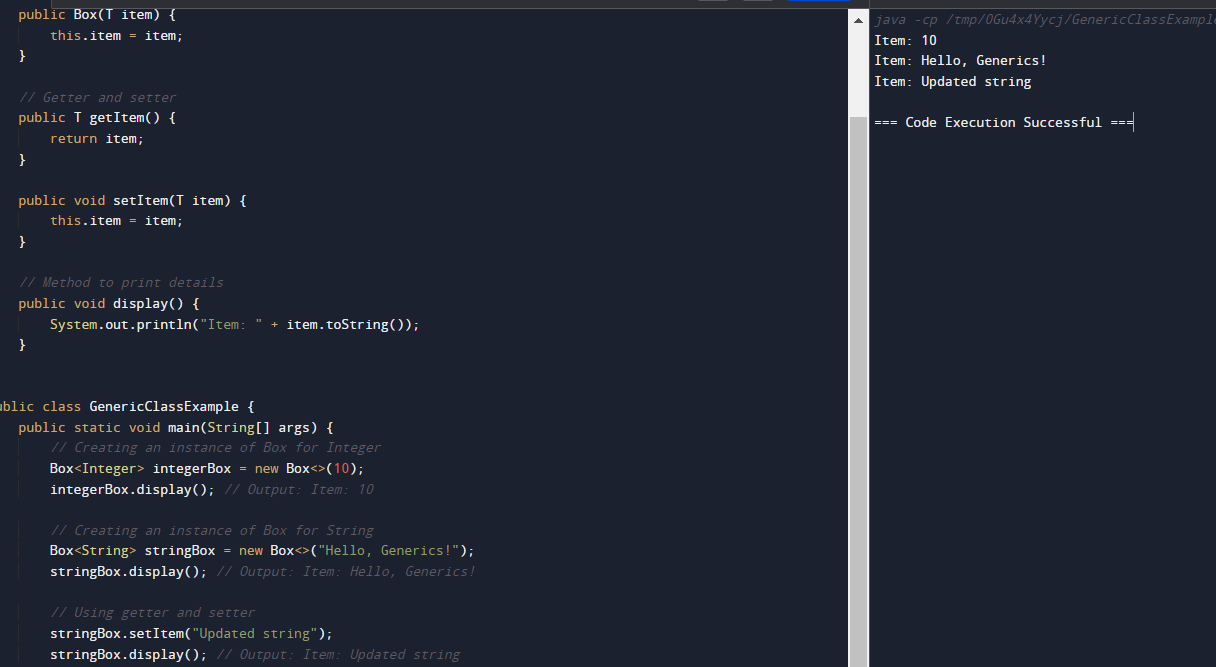 public Box(T item) {
this.item = item;
}
// Getter and setter
public T getItem() {
return item;
}
public void setItem(T item) {
this.item = item;
}
// Method to print details
public void display() {
System.out.println("Item: " + item.toString());
}
ublic class GenericClassExample {
public static void main(String[] args) {
// Creating an instance of Box for Integer
Box<Integer> integerBox = new Box<>(10);
integerBox.display(); // Output: Item: 10
// Creating an instance of Box for String
Box<String> stringBox = new Box<>("Hello, Generics!");
stringBox.display(); // Output: Item: Hello, Generics!
// Using getter and setter
stringBox.setItem("Updated string");
stringBox.display(); // Output: Item: Updated string
java -cp /tmp/OGu4x4Yycj/GenericClassExample
Item: 10
Item: Hello, Generics!
Item: Updated string
=== Code Execution Successful ===